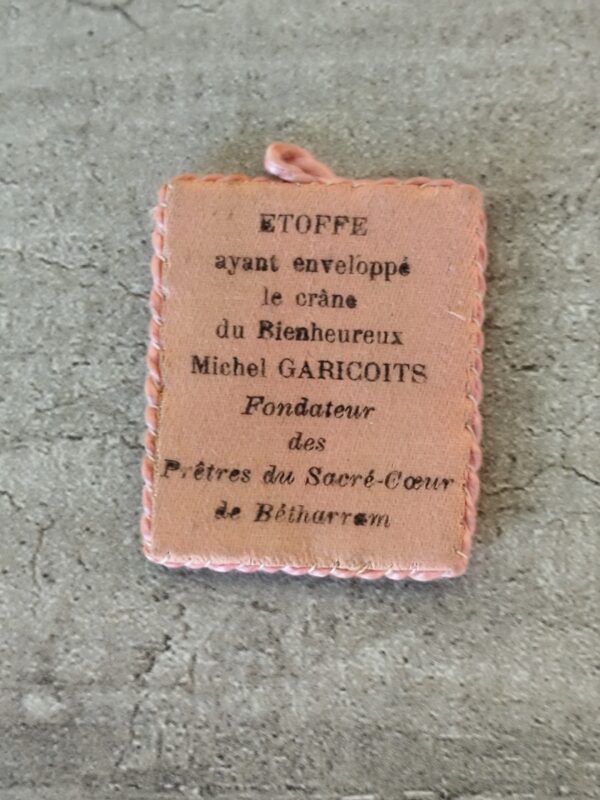 ETOFFE
ayant enveloppé
le crâne
du Bienheureux
Michel GARICOITS
Fondateur
des
Prêtres du Sacré-Cœur
de Bétharram